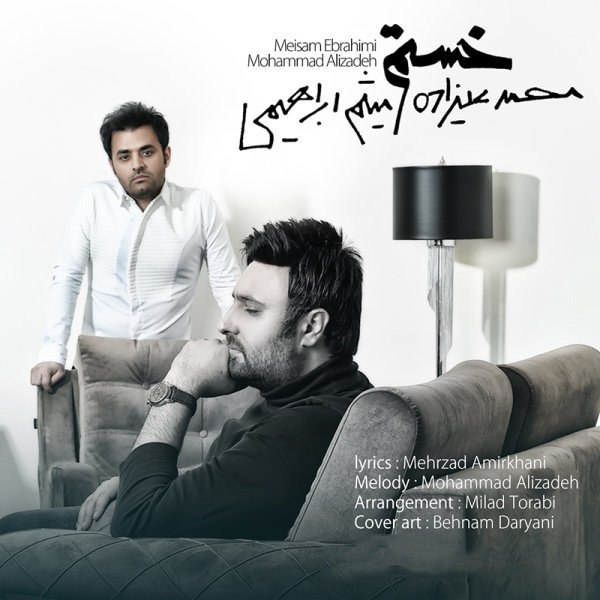 Meisam Ebrahimi
Mohammad Alizadeh
خستم
محمد علیزاده میثم ابراهیمی
lyrics : Mehrzad Amirkhani
Melody : Mohammad Alizadeh
Arrangement : Milad Torabi
Cover art : Behnam Daryani